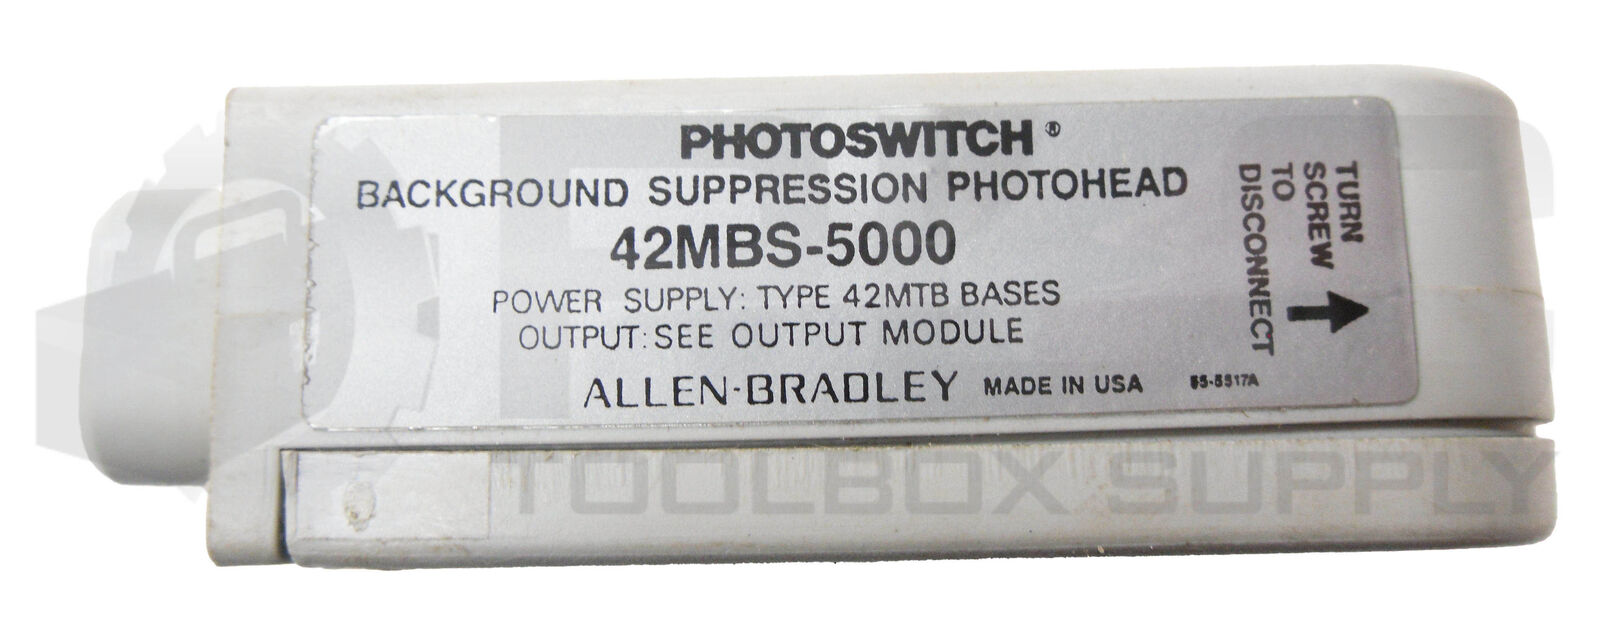 PHOTOSWITCH®
BACKGROUND SUPPRESSION PHOTOHEAD
42MBS-5000
POWER SUPPLY: TYPE 42MTB BASES
OUTPUT: SEE OUTPUT MODULE
ALLEN-BRADLEY MADE IN USA
TURN
SCREW
TO
DISCONNECT
TOOLBOX SUPPLY